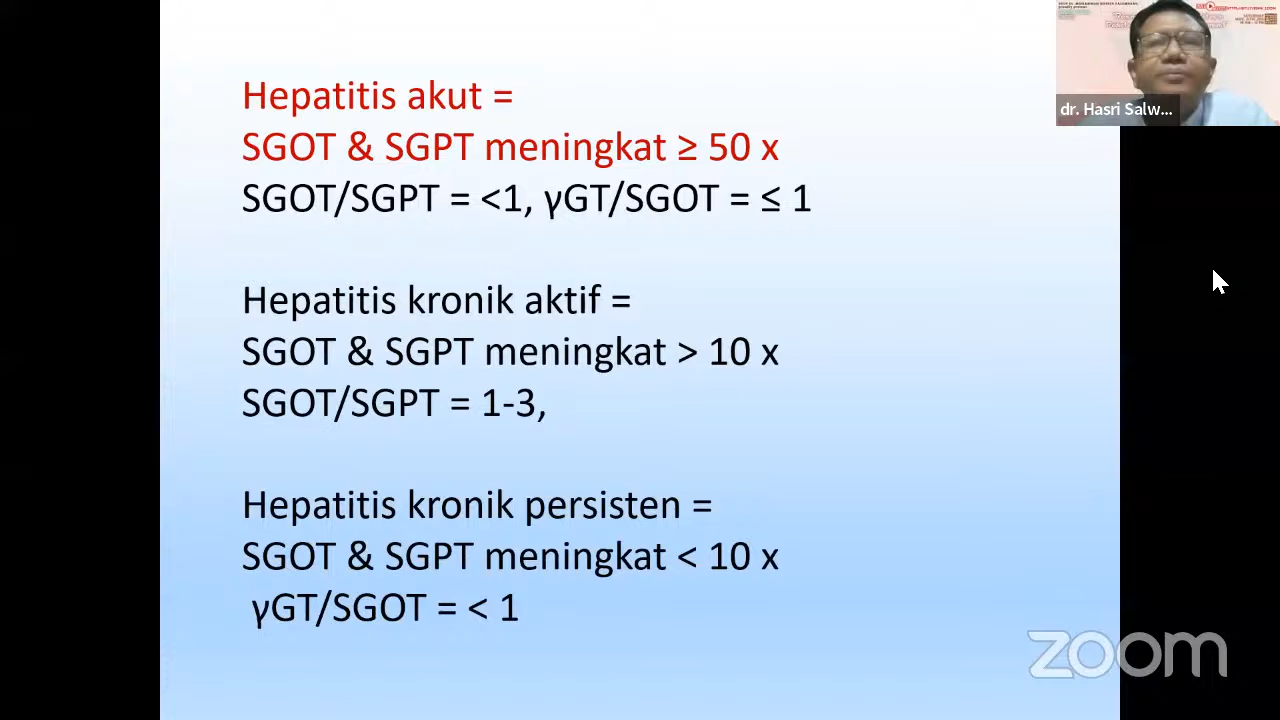 Hepatitis akut =
SGOT & SGPT meningkat ≥ 50 x
SGOT/SGPT = <1, γGT/SGOT = ≤ 1
Hepatitis kronik aktif =
SGOT & SGPT meningkat > 10 x
SGOT/SGPT = 1-3,
Hepatitis kronik persisten =
SGOT & SGPT meningkat < 10 x
γGT/SGOT = < 1
dr. Hasri Salw...
zoom